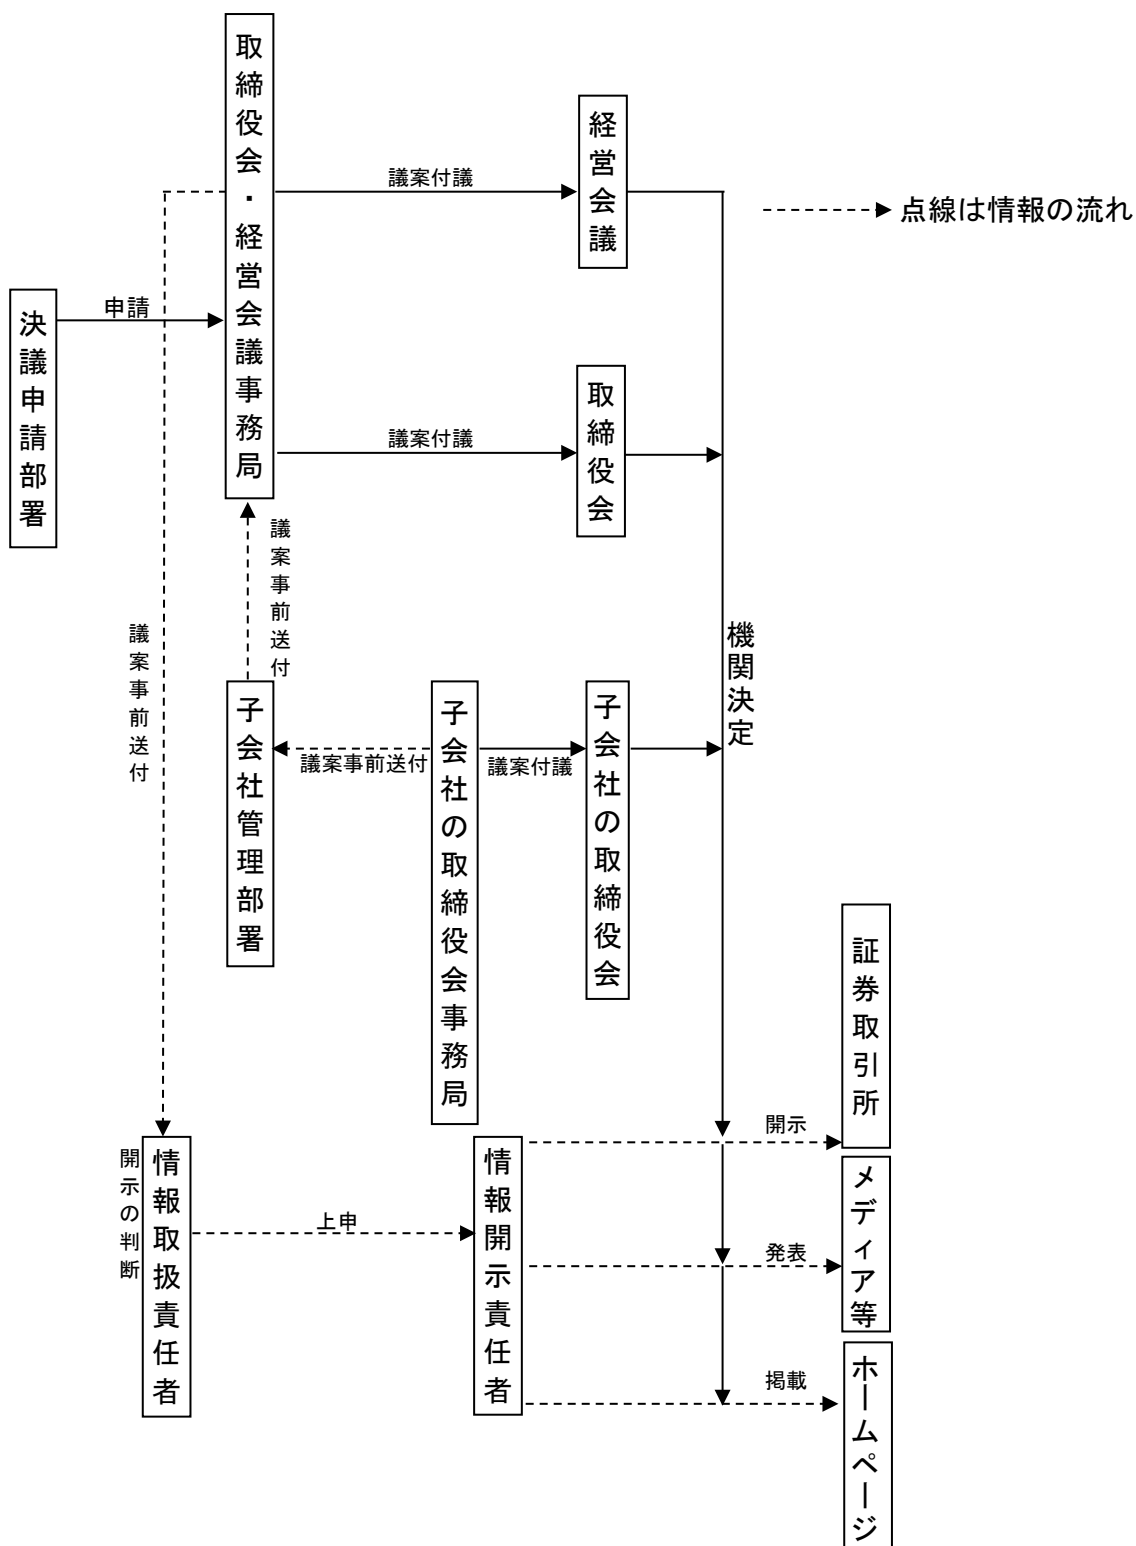 取締役会・経営会議事務局
経営会議
議案付議
点線は情報の流れ
決議申請部署
申請
取締役会
議案付議
議案事前送付
議案事前送付
機関決定
子会社管理部署
子会社の取締役会事務局
子会社の取締役会
議案事前送付
議案付議
証券取引所
開示
情報取扱責任者
開示の判断
情報開示責任者
上申
メディア等
発表
掲載
ホームページ